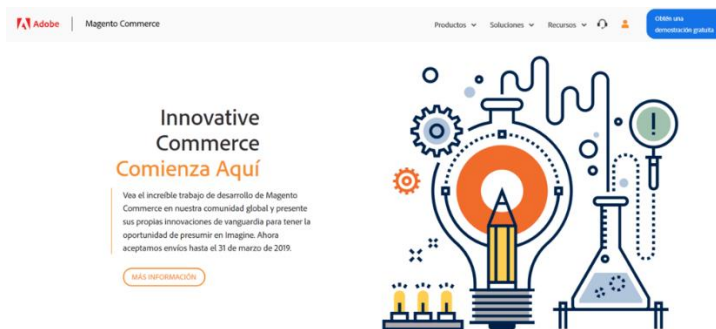 Adobe Magento Commerce Productos Soluciones Recursos
Obtén una
demostración gratuita
Innovative
Commerce
Comienza Aquí
Vea el increíble trabajo de desarrollo de Magento
Commerce en nuestra comunidad global y presente
sus propias innovaciones de vanguardia para tener la
oportunidad de presumir en Imagine. Ahora
aceptamos envíos hasta el 31 de marzo de 2019.
MÁS INFORMACIÓN